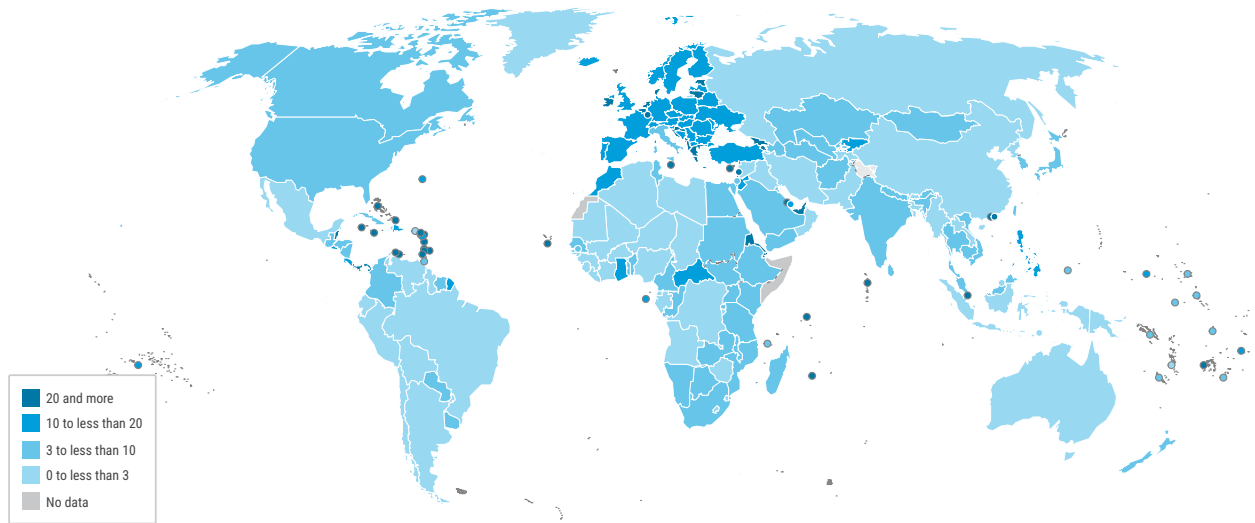 20 and more
10 to less than 20
3 to less than 10
0 to less than 3
No data